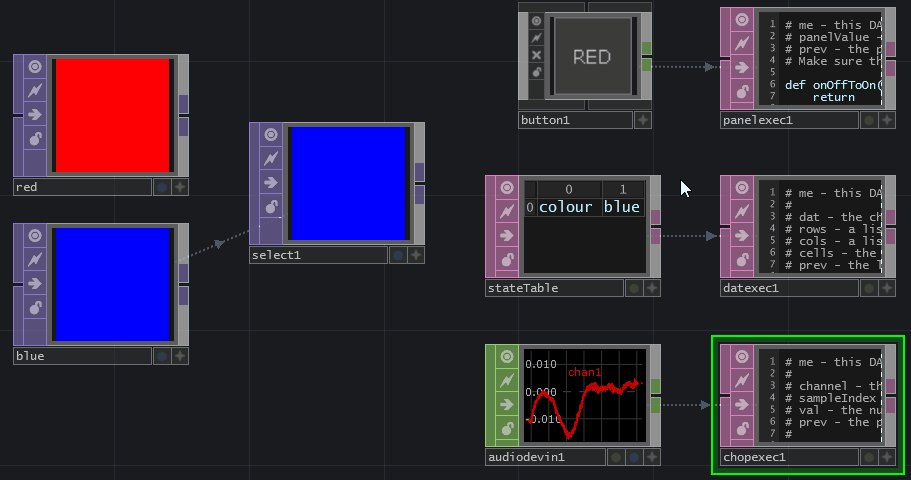 RED
button1
1 # me - this DA
2 # panelValue -
3 # prev - the p
4 # Make sure th
5
6 def onOffToOn(
7 return
panelexec1
red
select1
blue
0 1
0 colour blue
stateTable
1 # me - this DA
2 #
3 # dat - the ch
4 # rows - a lis
5 # cols - a lis
6 # cells - the
7 # prev - the
datexec1
0.010
0.000
-0.010
chan1
audiodevin1
1 # me - this DA
2 #
3 # channel - th
4 # sampleIndex
5 # val - the nu
6 # prev - the p
7 #
chopexec1